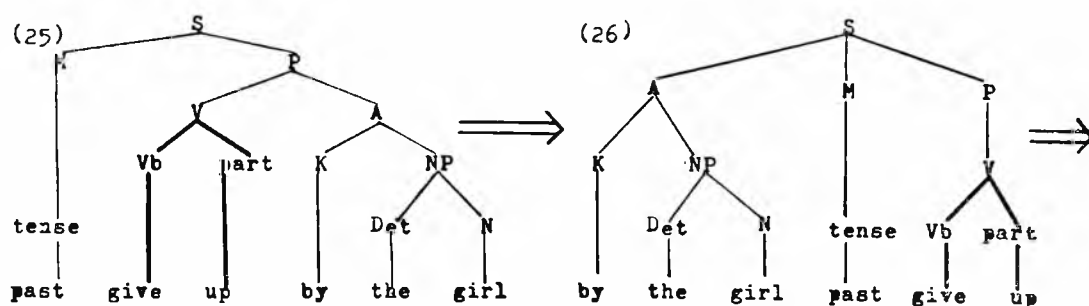 (25) S (26) S
M P A M P
V A K NP V
Vb part K NP Det N tense Vb part
tense Det N
past give up by the girl by the girl past give up